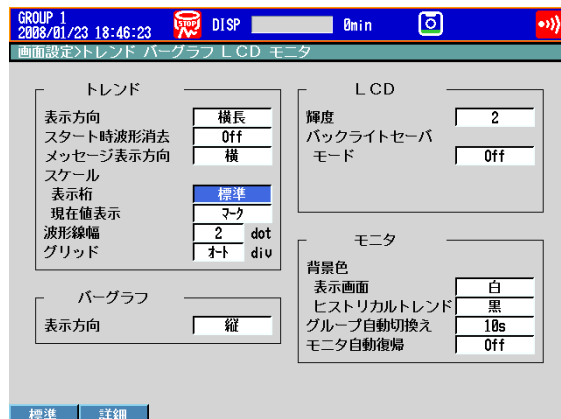 GROUP 1
2008/01/23 18:46:23
STOP
DISP
0min
画面設定>トレンド バーグラフ LCD モニタ
トレンド
表示方向 横長
スタート時波形消去 Off
メッセージ表示方向 横
スケール
表示桁 標準
現在値表示 マーク
波形線幅 2 dot
グリッド オート div
バーグラフ
表示方向 縦
LCD
輝度 2
バックライトセーバ
モード Off
モニタ
背景色
表示画面 白
ヒストリカルトレンド 黒
グループ自動切換え 10s
モニタ自動復帰 Off
標準 詳細